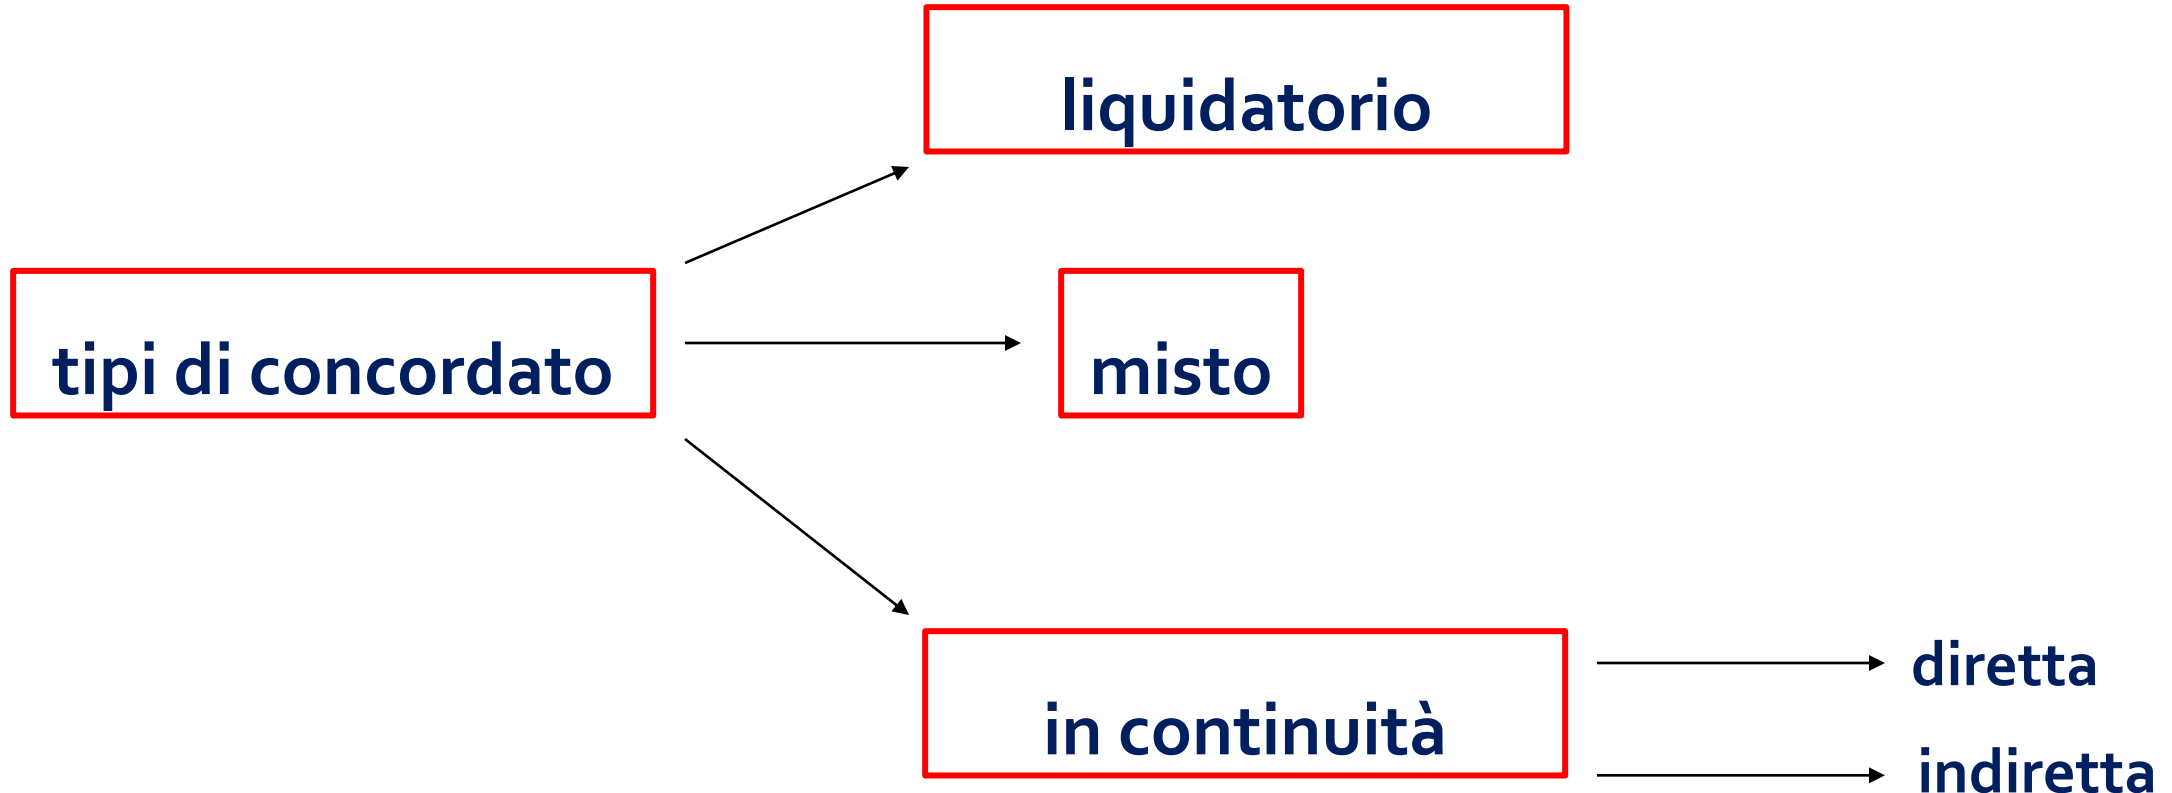 liquidatorio
tipi di concordato
misto
in continuità
diretta
indiretta